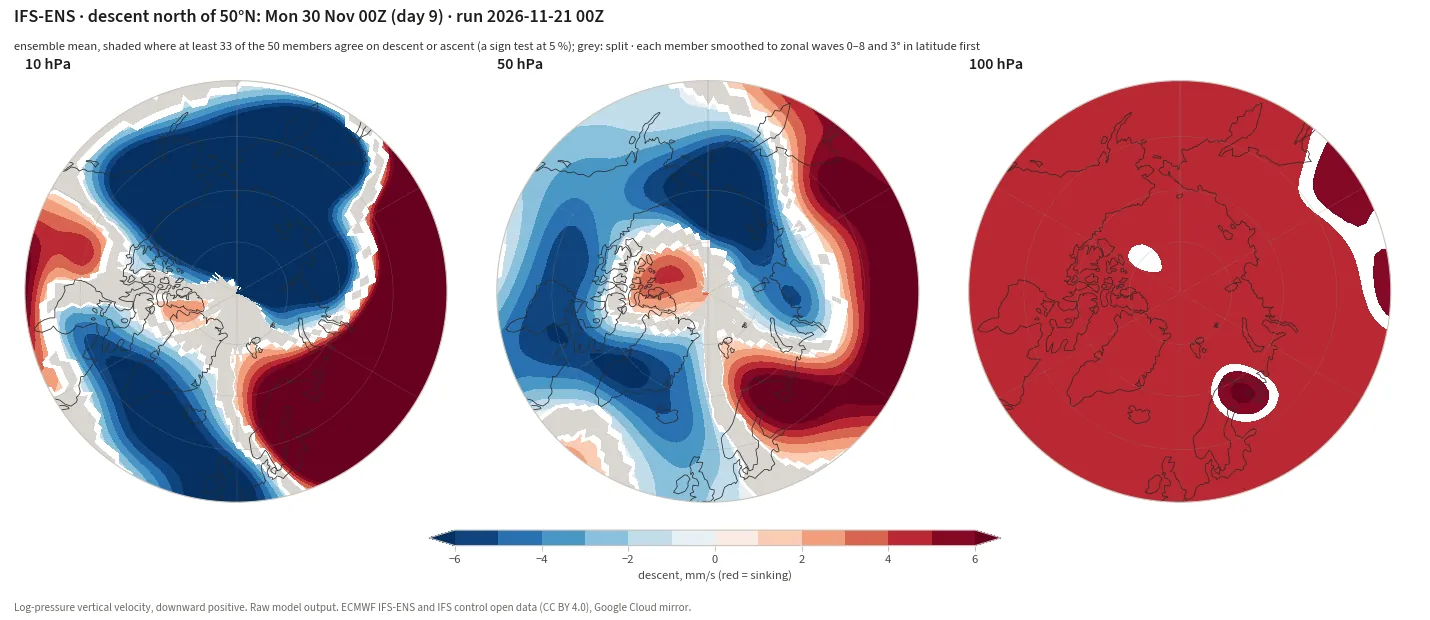 IFS-ENS · descent north of 50°N: Mon 30 Nov 00Z (day 9) · run 2026-11-21 00Z
ensemble mean, shaded where at least 33 of the 50 members agree on descent or ascent (a sign test at 5 %); grey: split · each member smoothed to zonal waves 0–8 and 3° in latitude first
10 hPa
50 hPa
100 hPa
−6 −4 −2 0 2 4 6
descent, mm/s (red = sinking)
Log-pressure vertical velocity, downward positive. Raw model output. ECMWF IFS-ENS and IFS control open data (CC BY 4.0), Google Cloud mirror.